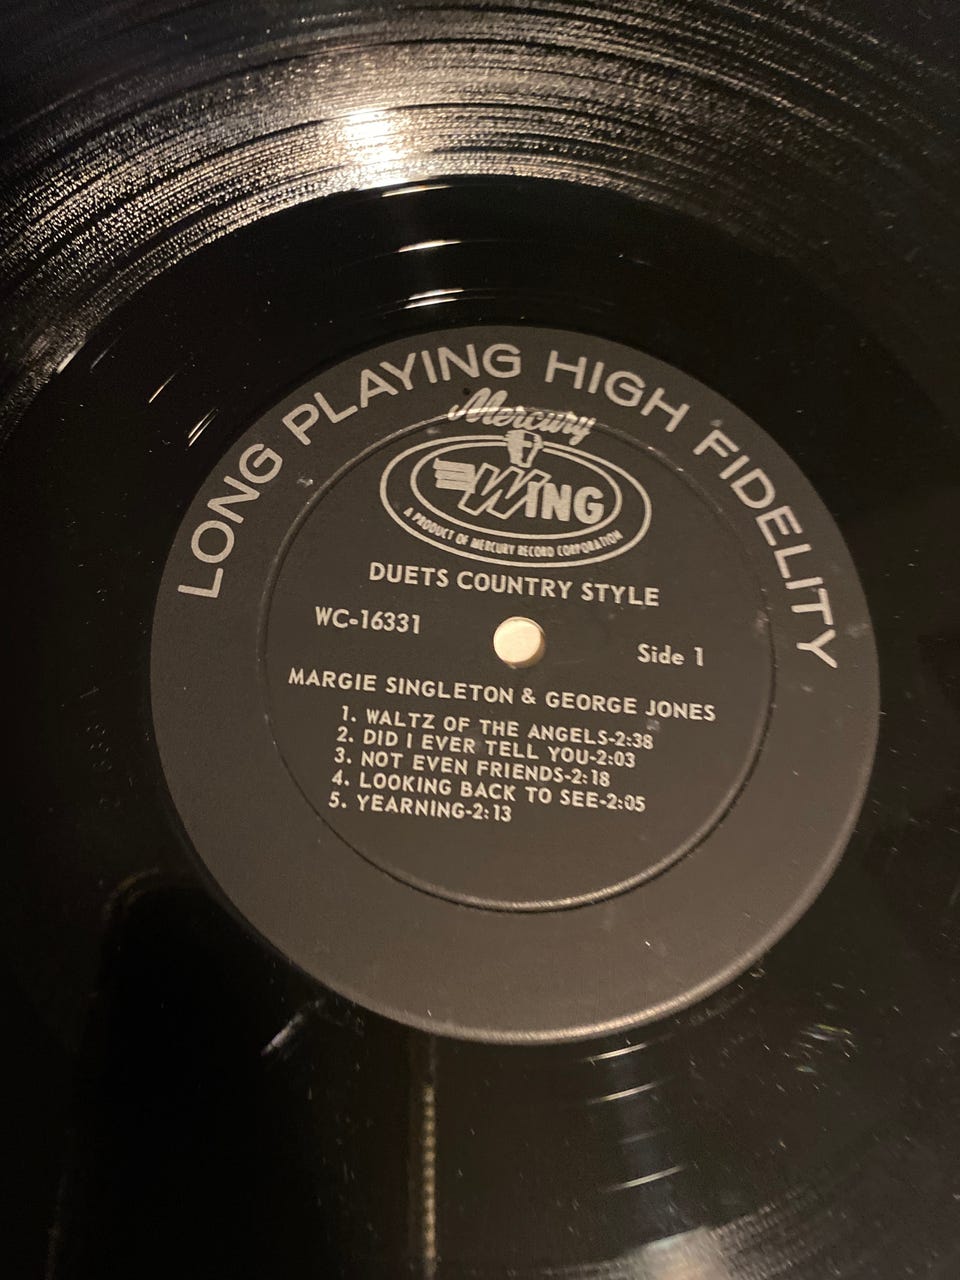 LONG PLAYING HIGH FIDELITY
Mercury
WING
A PRODUCT OF MERCURY RECORD CORPORATION
DUETS COUNTRY STYLE
WC-16331
Side 1
MARGIE SINGLETON & GEORGE JONES
1. WALTZ OF THE ANGELS-2:38
2. DID I EVER TELL YOU-2:03
3. NOT EVEN FRIENDS-2:18
4. LOOKING BACK TO SEE-2:05
5. YEARNING-2:13